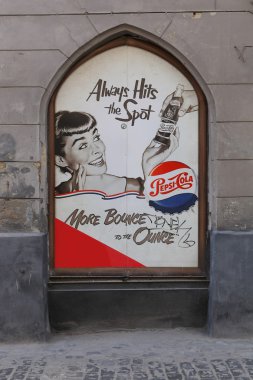 Always Hits
the Spot
PEPSI-COLA
MORE BOUNCE
TO THE OUNCE